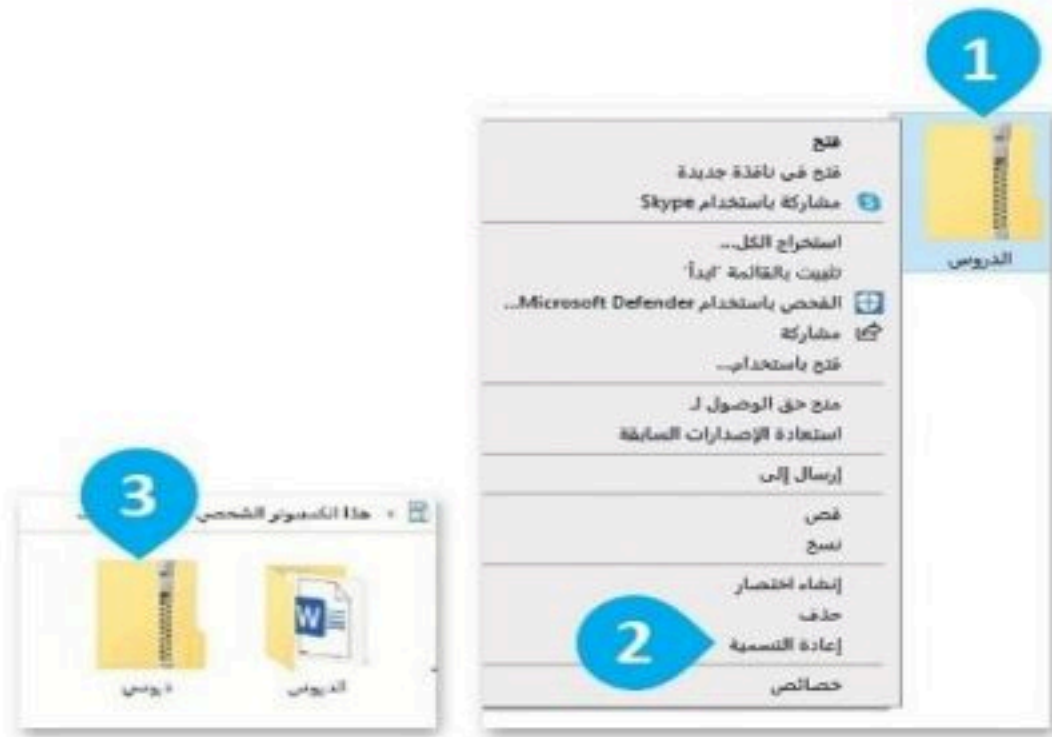 1
فتح
فتح في نافذة جديدة
مشاركة باستخدام Skype
استخراج الكل...
تثبيت بالقائمة "ابدأ"
الفحص باستخدام Microsoft Defender...
مشاركة
فتح باستخدام...
منح حق الوصول لـ
استعادة الإصدارات السابقة
إرسال إلى
قص
نسخ
إنشاء اختصار
حذف
2
إعادة التسمية
خصائص
الدروس
3
هذا الكمبيوتر الشخصي
W
الدروس
دروسي